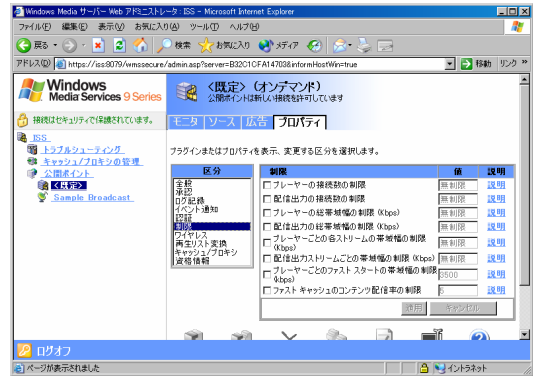 Windows Media サーバー Web アドミニストレータ : ISS - Microsoft Internet Explorer
ファイル(F) 編集(E) 表示(V) お気に入り(A) ツール(T) ヘルプ(H)
戻る 検索 お気に入り メディア
アドレス(D) https://iss:8079/wmssecure/admin.asp?server=B32C1CFA14703&informHostWin=true 移動 リンク »
Windows
Media Services 9 Series
<既定> (オンデマンド)
公開ポイントは新しい接続を許可しています
接続はセキュリティで保護されています。
モニタ ソース 広告 プロパティ
ISS
トラブルシューティング
キャッシュ/プロキシの管理
公開ポイント
<既定>
Sample Broadcast
プラグインまたはプロパティを表示、変更する区分を選択します。
区分
全般
承認
ログ記録
イベント通知
認証
制限
ワイヤレス
再生リスト変換
キャッシュ/プロキシ
資格情報
制限 値 説明
プレーヤーの接続数の制限 無制限 説明
配信出力の接続数の制限 無制限 説明
プレーヤーの総帯域幅の制限 (Kbps) 無制限 説明
配信出力の総帯域幅の制限 (Kbps) 無制限 説明
プレーヤーごとの各ストリームの帯域幅の制限 (Kbps) 無制限 説明
配信出力ストリームごとの帯域幅の制限 (Kbps) 無制限 説明
プレーヤーごとのファスト スタートの帯域幅の制限 (Kbps) 3500 説明
ファスト キャッシュのコンテンツ配信率の制限 5 説明
適用 キャンセル
ログオフ
ページが表示されました
イントラネット